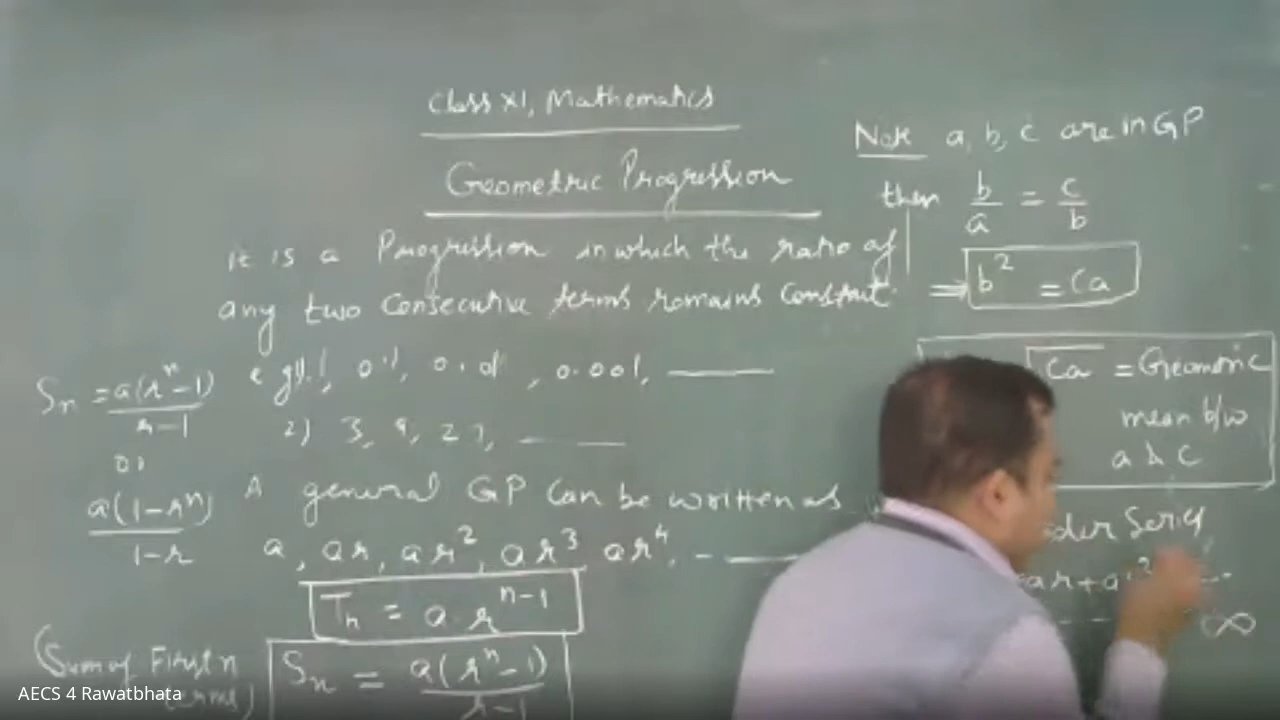 Class XI, Mathematics
Geometric Progression
it is a Progression in which the ratio of
any two Consecutive terms remains Constant.
e.g 1) 1, 0.1, 0.01, 0.001, ———
2) 3, 9, 27, ———
A general GP Can be written as
a, ar, ar², ar³, ar⁴, - ———
Tn = a.r^(n-1)
(Sum of First n terms) Sn = a(r^n-1)/(r-1)
Sn = a(r^n-1)/(r-1)
or
a(1-r^n)/(1-r)
Note a, b, c are in GP
then b/a = c/b
⇒ b² = ca
ca = Geometric
mean b/w
a & c
Series
ar + ar²
- - - ∞
AECS 4 Rawatbhata